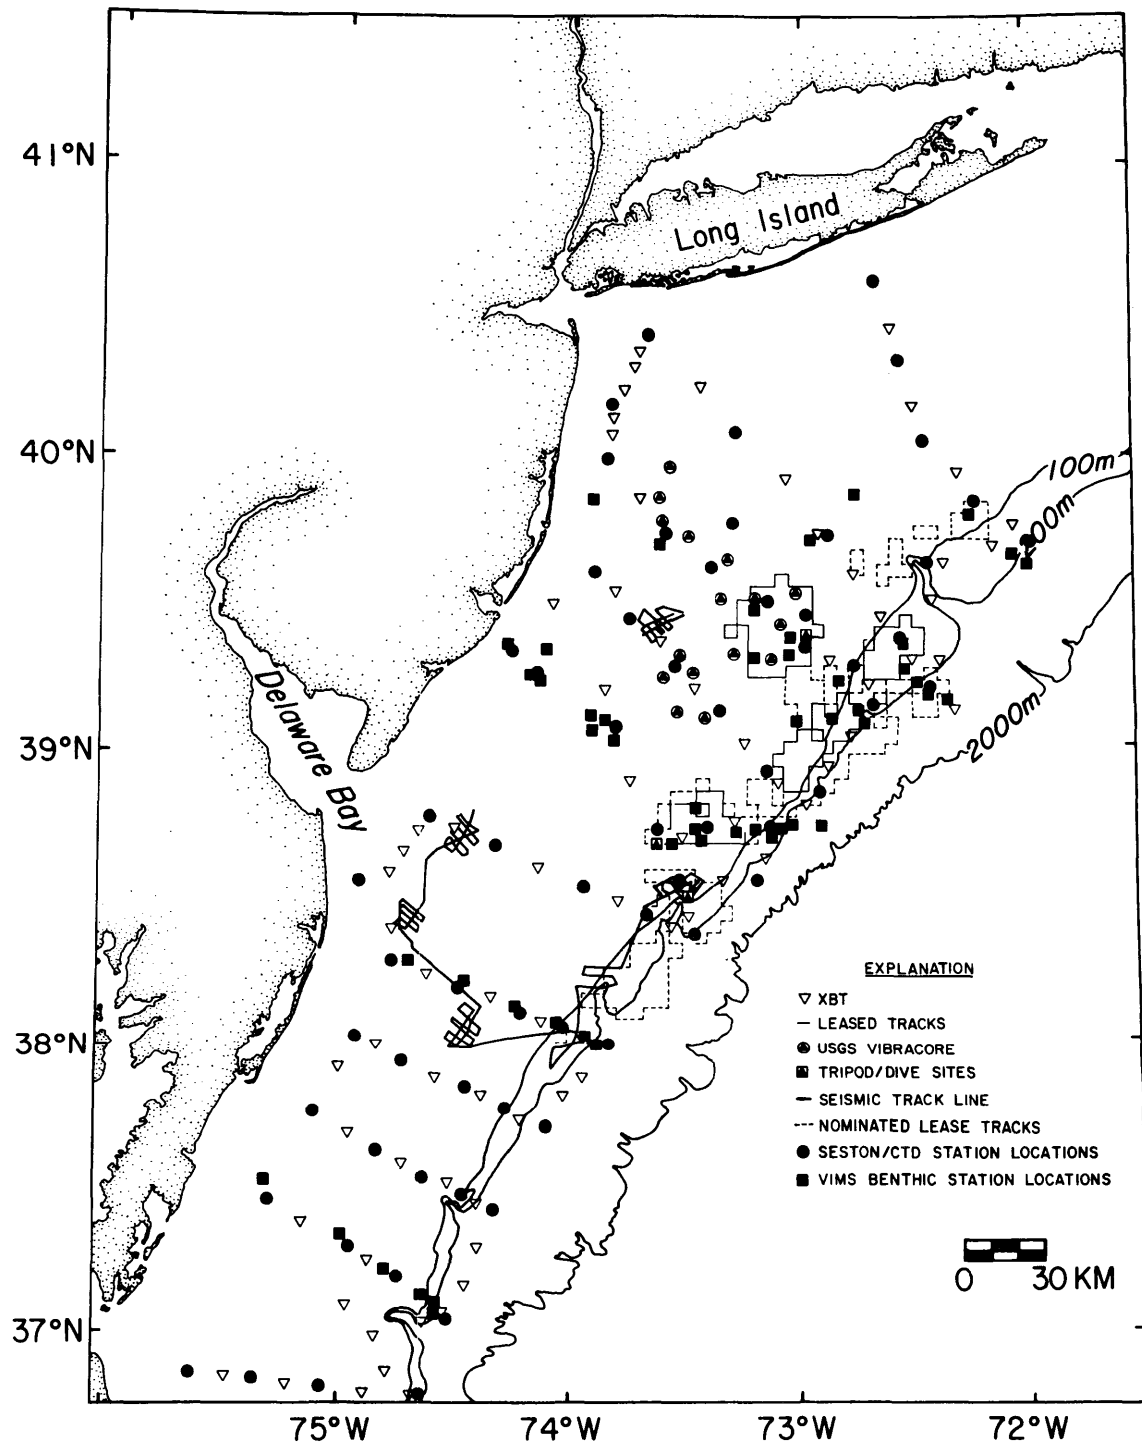 41°N
Long Island
40°N
100m
00m
Delaware Bay
39°N
2000m
EXPLANATION
XBT
LEASED TRACKS
USGS VIBRACORE
38°N
TRIPOD/DIVE SITES
SEISMIC TRACK LINE
NOMINATED LEASE TRACKS
SESTON/CTD STATION LOCATIONS
VIMS BENTHIC STATION LOCATIONS
0 30 KM
37°N
75°W 74°W 73°W 72°W